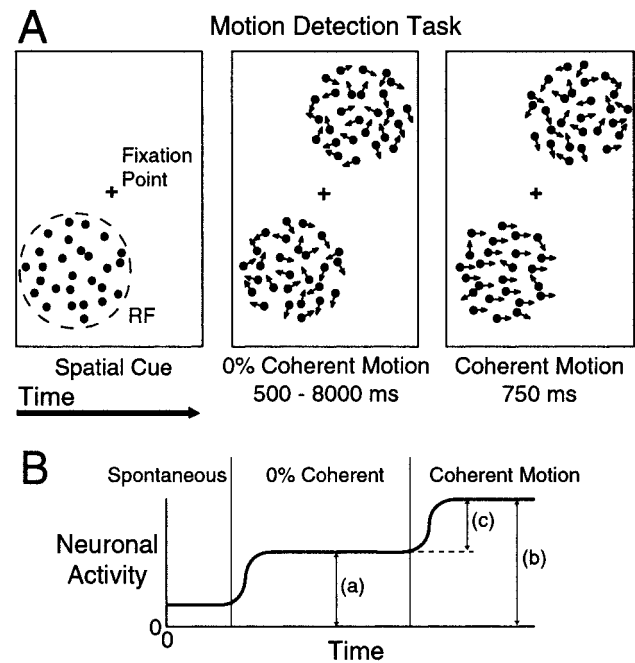 A
Motion Detection Task
Fixation
Point
+
+
+
RF
Spatial Cue
0% Coherent Motion
500 - 8000 ms
Coherent Motion
750 ms
Time
B
Spontaneous
0% Coherent
Coherent Motion
Neuronal
Activity
(a)
(c)
(b)
0
0
Time